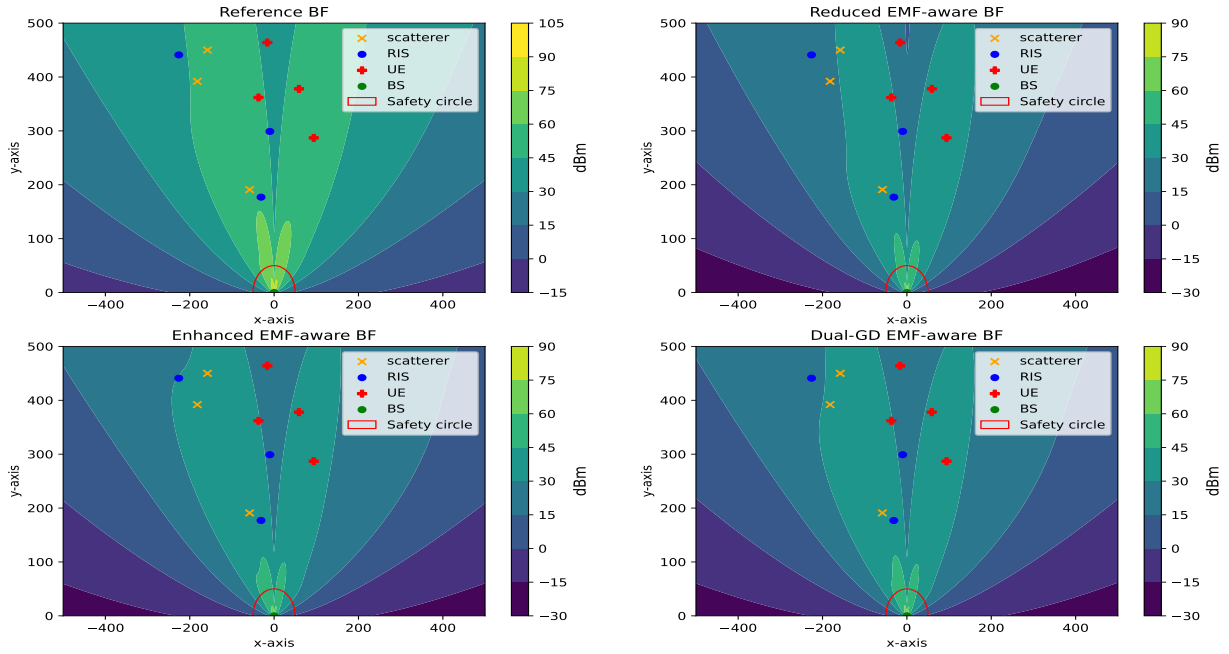 Reference BF
500
400
300
200
100
0
y-axis
−400
−200
0
200
400
x-axis
scatterer
RIS
UE
BS
Safety circle
105
90
75
60
45
30
15
0
−15
dBm
Reduced EMF-aware BF
500
400
300
200
100
0
y-axis
−400
−200
0
200
400
x-axis
scatterer
RIS
UE
BS
Safety circle
90
75
60
45
30
15
0
−15
−30
dBm
Enhanced EMF-aware BF
500
400
300
200
100
0
y-axis
−400
−200
0
200
400
x-axis
scatterer
RIS
UE
BS
Safety circle
90
75
60
45
30
15
0
−15
−30
dBm
Dual-GD EMF-aware BF
500
400
300
200
100
0
y-axis
−400
−200
0
200
400
x-axis
scatterer
RIS
UE
BS
Safety circle
90
75
60
45
30
15
0
−15
−30
dBm